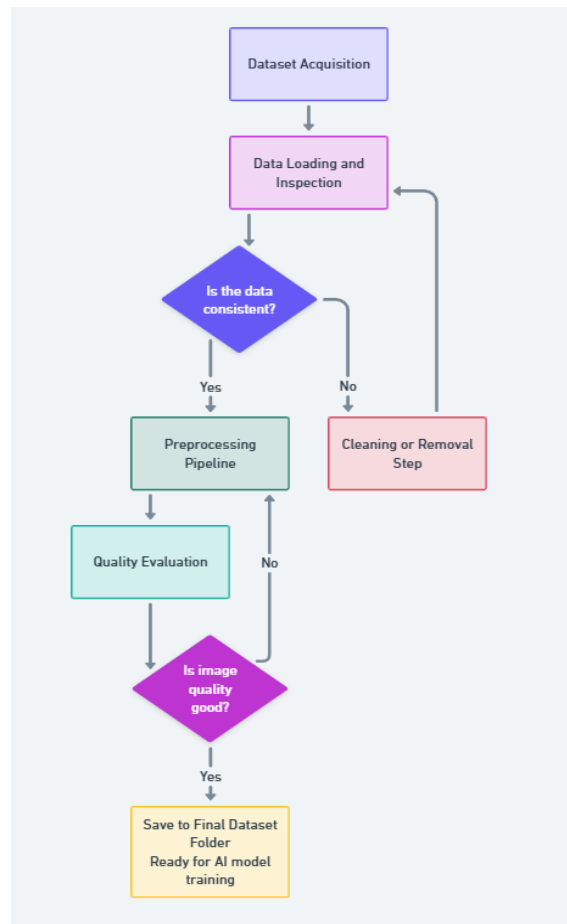 Dataset Acquisition
Data Loading and
Inspection
Is the data
consistent?
Yes
No
Preprocessing
Pipeline
Cleaning or Removal
Step
Quality Evaluation
No
Is image
quality
good?
Yes
Save to Final Dataset
Folder
Ready for AI model
training